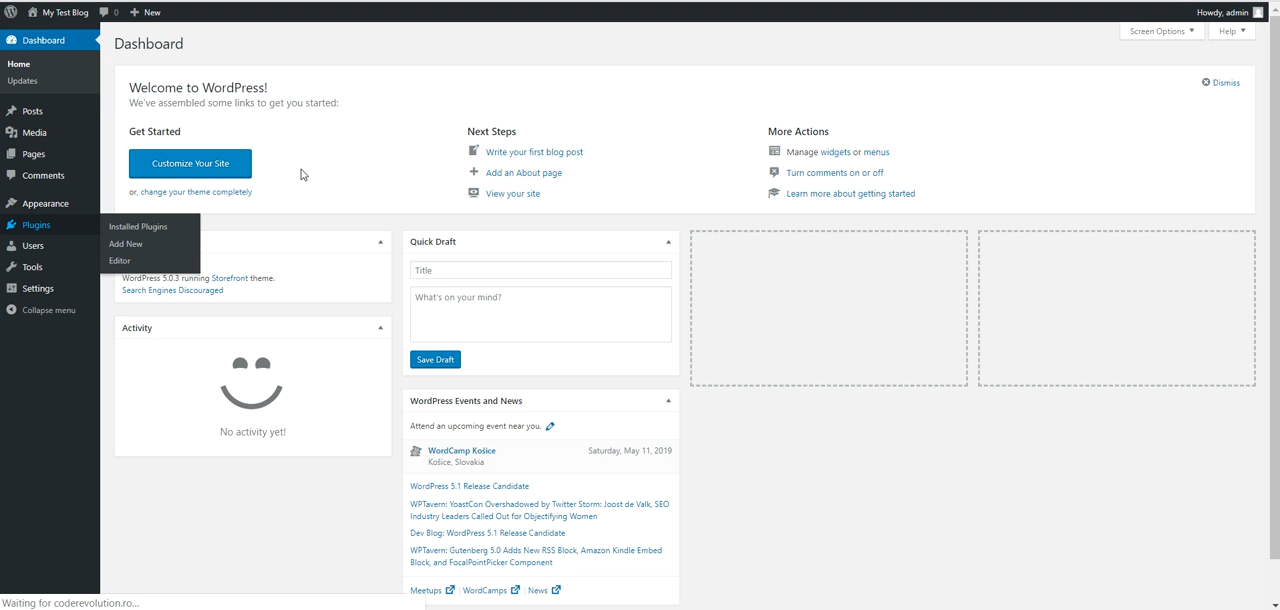 My Test Blog 0 New Howdy, admin
Screen Options Help
Dashboard
Home
Updates
Posts
Media
Pages
Comments
Appearance
Plugins
Users
Tools
Settings
Collapse menu
Installed Plugins
Add New
Editor
Dashboard
Welcome to WordPress!
We've assembled some links to get you started:
Dismiss
Get Started
Customize Your Site
or, change your theme completely
Next Steps
Write your first blog post
Add an About page
View your site
More Actions
Manage widgets or menus
Turn comments on or off
Learn more about getting started
WordPress 5.0.3 running Storefront theme.
Search Engines Discouraged
Activity
No activity yet!
Quick Draft
Title
What's on your mind?
Save Draft
WordPress Events and News
Attend an upcoming event near you.
WordCamp Košice Saturday, May 11, 2019
Košice, Slovakia
WordPress 5.1 Release Candidate
WPTavern: YoastCon Overshadowed by Twitter Storm: Joost de Valk, SEO
Industry Leaders Called Out for Objectifying Women
Dev Blog: WordPress 5.1 Release Candidate
WPTavern: Gutenberg 5.0 Adds New RSS Block, Amazon Kindle Embed
Block, and FocalPointPicker Component
Meetups | WordCamps | News
Waiting for coderevolution.ro...